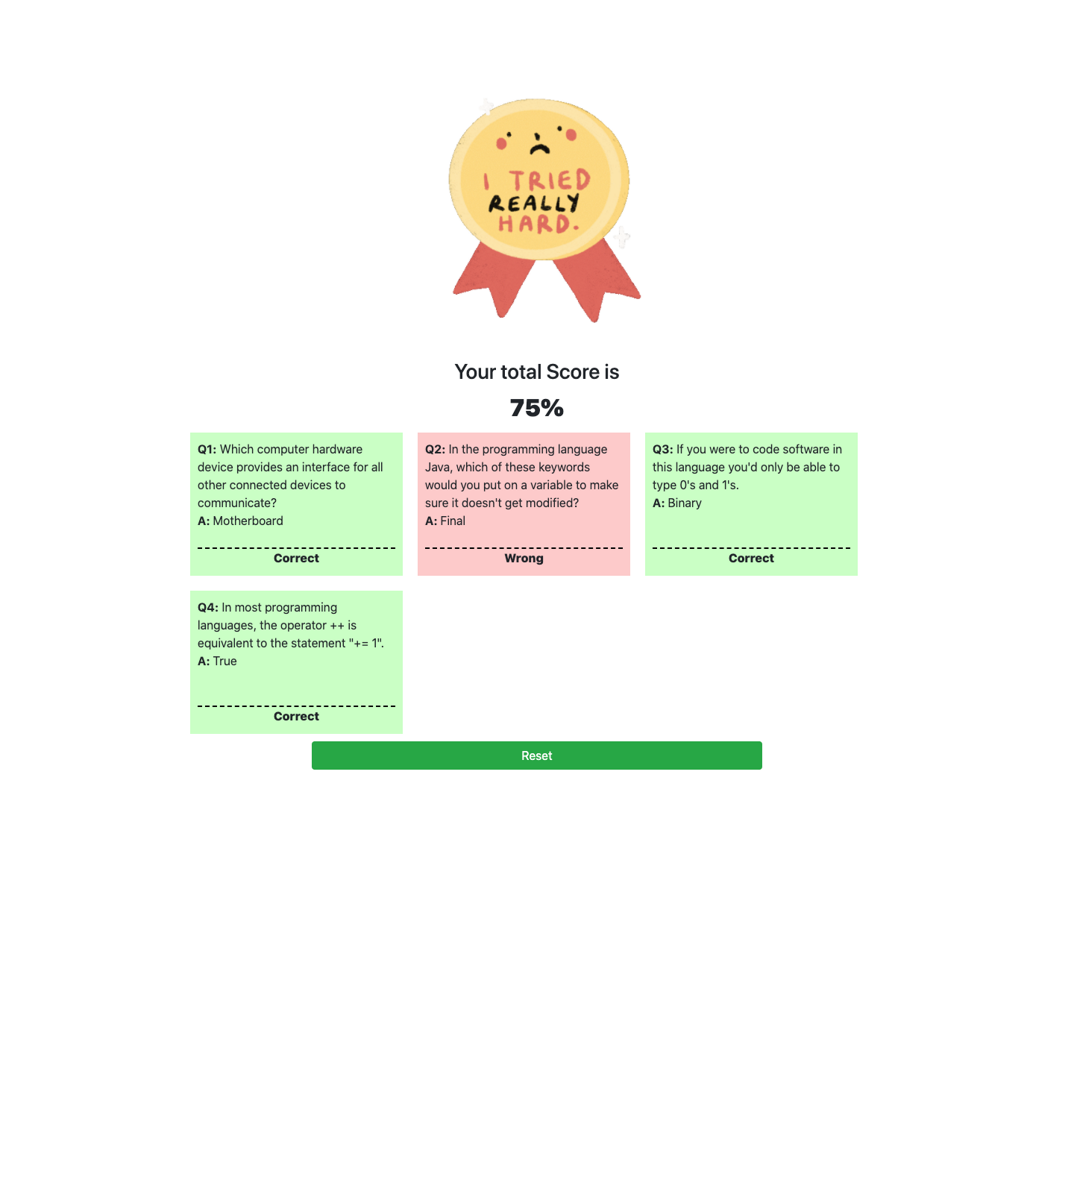 I TRIED
REALLY
HARD.
Your total Score is
75%
Q1: Which computer hardware
device provides an interface for all
other connected devices to
communicate?
A: Motherboard
Correct
Q2: In the programming language
Java, which of these keywords
would you put on a variable to make
sure it doesn't get modified?
A: Final
Wrong
Q3: If you were to code software in
this language you'd only be able to
type 0's and 1's.
A: Binary
Correct
Q4: In most programming
languages, the operator ++ is
equivalent to the statement "+= 1".
A: True
Correct
Reset